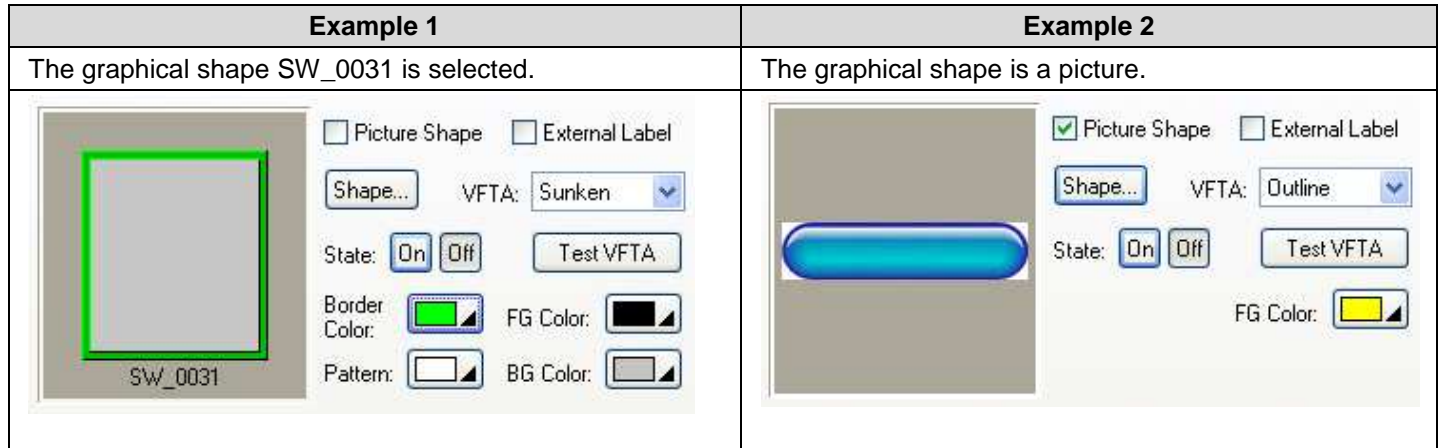 Example 1
Example 2
The graphical shape SW_0031 is selected.
The graphical shape is a picture.
Picture Shape External Label
Shape... VFTA: Sunken
State: On Off Test VFTA
Border Color: FG Color:
Pattern: BG Color:
SW_0031
Picture Shape External Label
Shape... VFTA: Outline
State: On Off Test VFTA
FG Color: